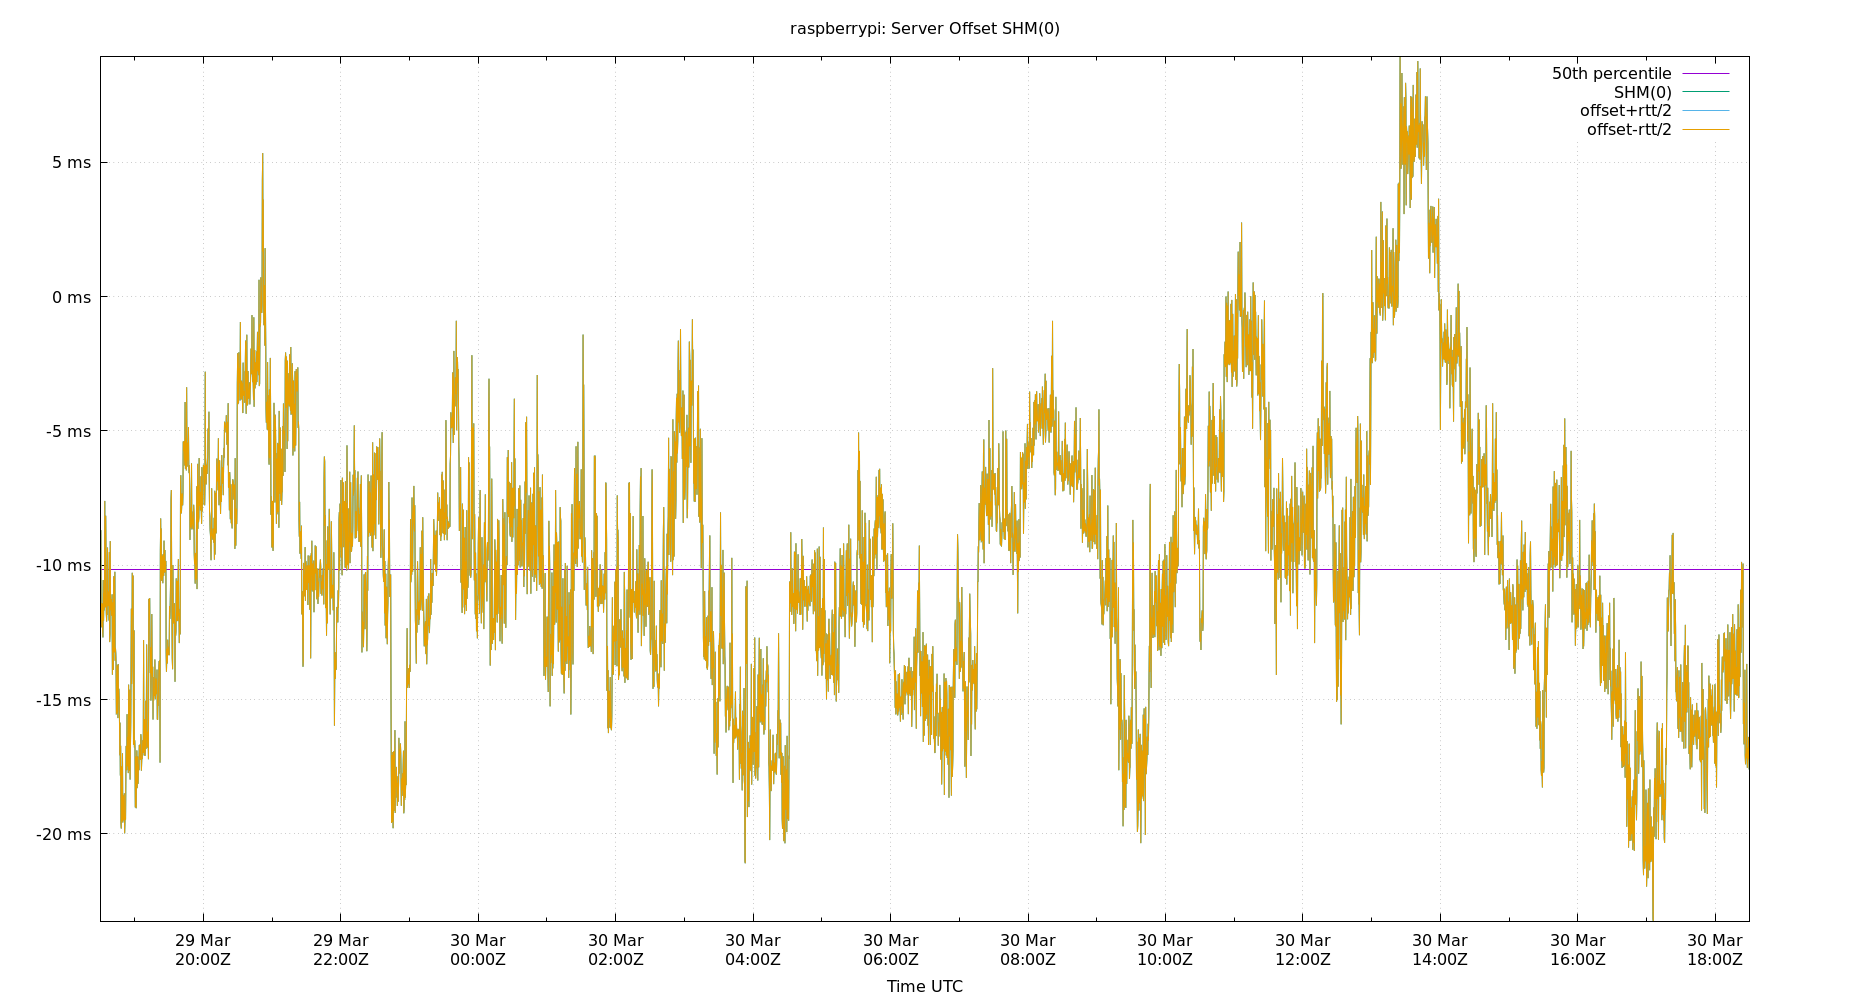 raspberrypi: Server Offset SHM(0)
50th percentile
SHM(0)
offset+rtt/2
offset-rtt/2
5 ms
0 ms
-5 ms
-10 ms
-15 ms
-20 ms
29 Mar 29 Mar 30 Mar 30 Mar 30 Mar 30 Mar 30 Mar 30 Mar 30 Mar 30 Mar 30 Mar 30 Mar
20:00Z 22:00Z 00:00Z 02:00Z 04:00Z 06:00Z 08:00Z 10:00Z 12:00Z 14:00Z 16:00Z 18:00Z
Time UTC